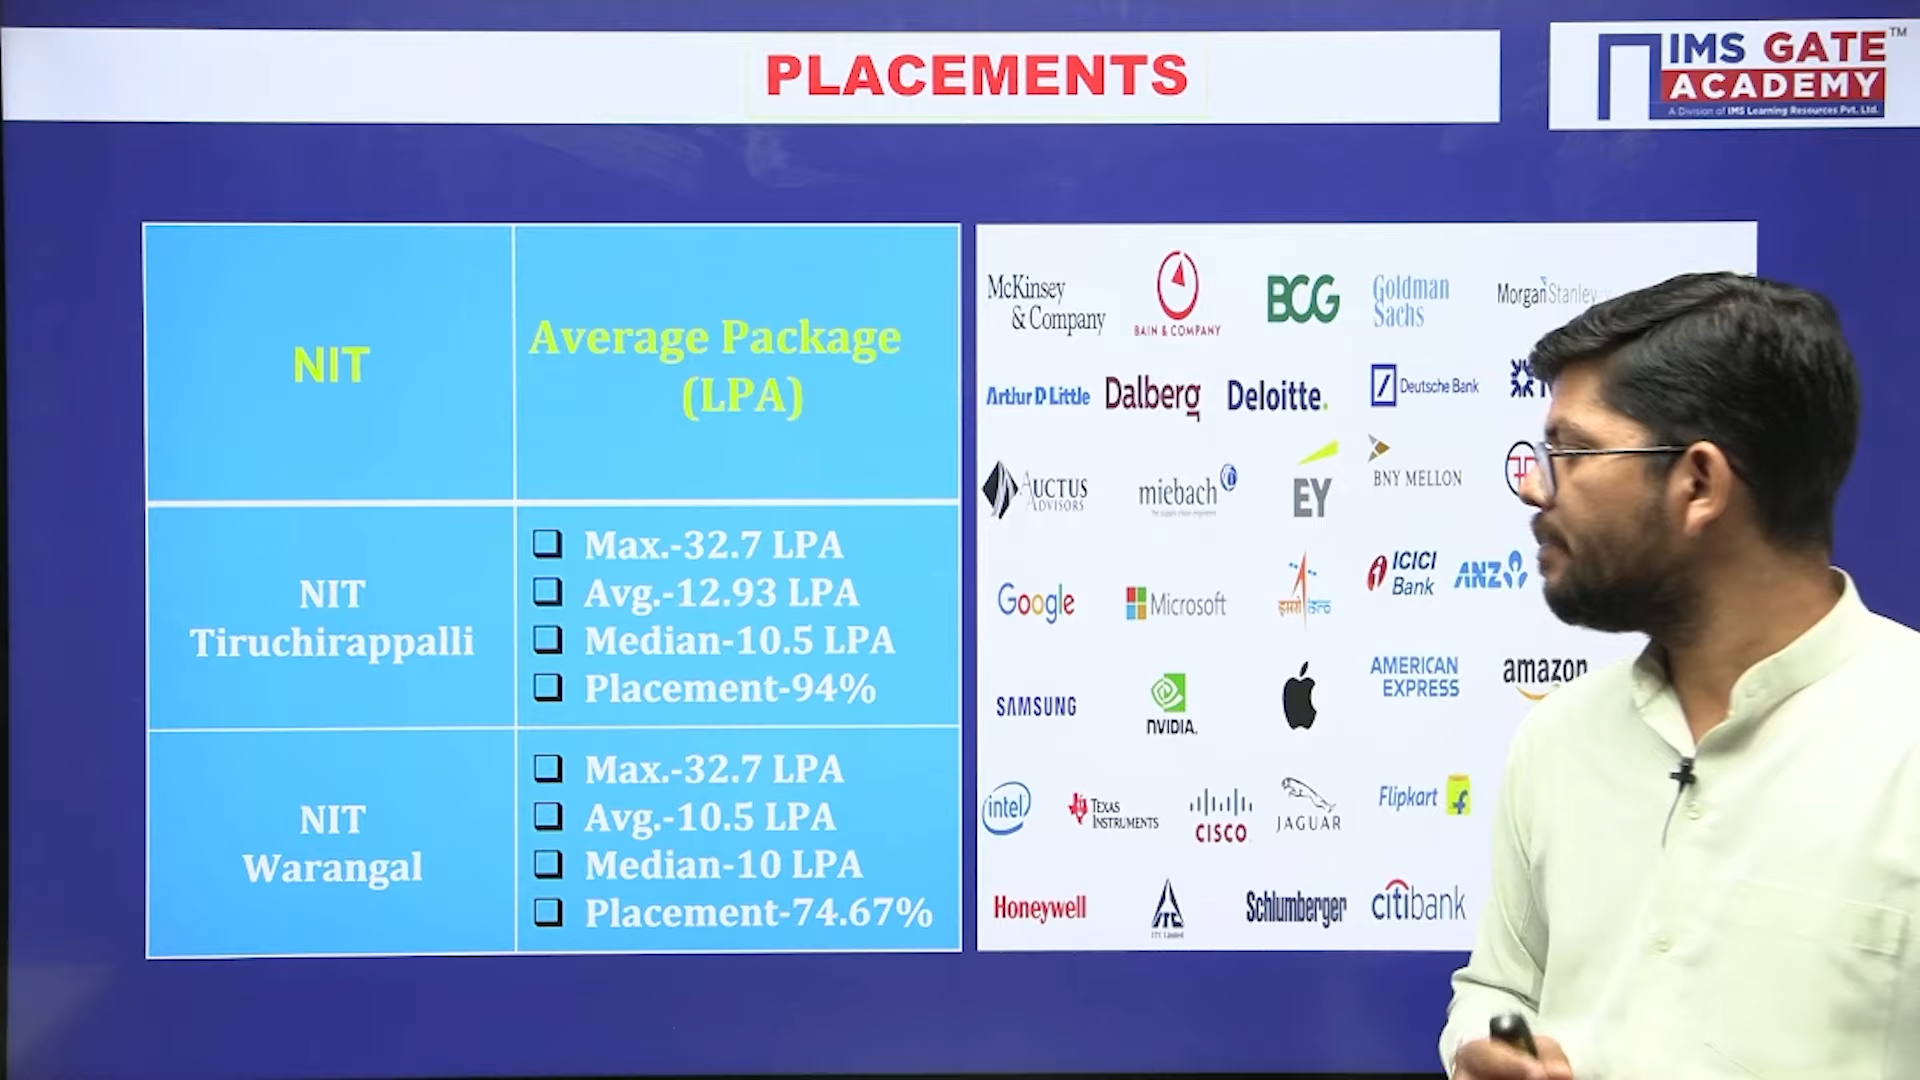 PLACEMENTS
IMS GATE TM
ACADEMY
A Division of IMS Learning Resources Pvt. Ltd.
NIT
Average Package
(LPA)
NIT
Tiruchirappalli
Max.-32.7 LPA
Avg.-12.93 LPA
Median-10.5 LPA
Placement-94%
NIT
Warangal
Max.-32.7 LPA
Avg.-10.5 LPA
Median-10 LPA
Placement-74.67%
McKinsey
& Company
BAIN & COMPANY
BCG
Goldman
Sachs
Morgan Stanley
Arthur D Little
Dalberg
Deloitte.
Deutsche Bank
AUCTUS
ADVISORS
miebach
EY
BNY MELLON
Google
Microsoft
इसरो isro
ICICI
Bank
ANZ
SAMSUNG
NVIDIA.
AMERICAN
EXPRESS
amazon
intel
TEXAS
INSTRUMENTS
CISCO
JAGUAR
Flipkart
Honeywell
ITC Limited
Schlumberger
citibank